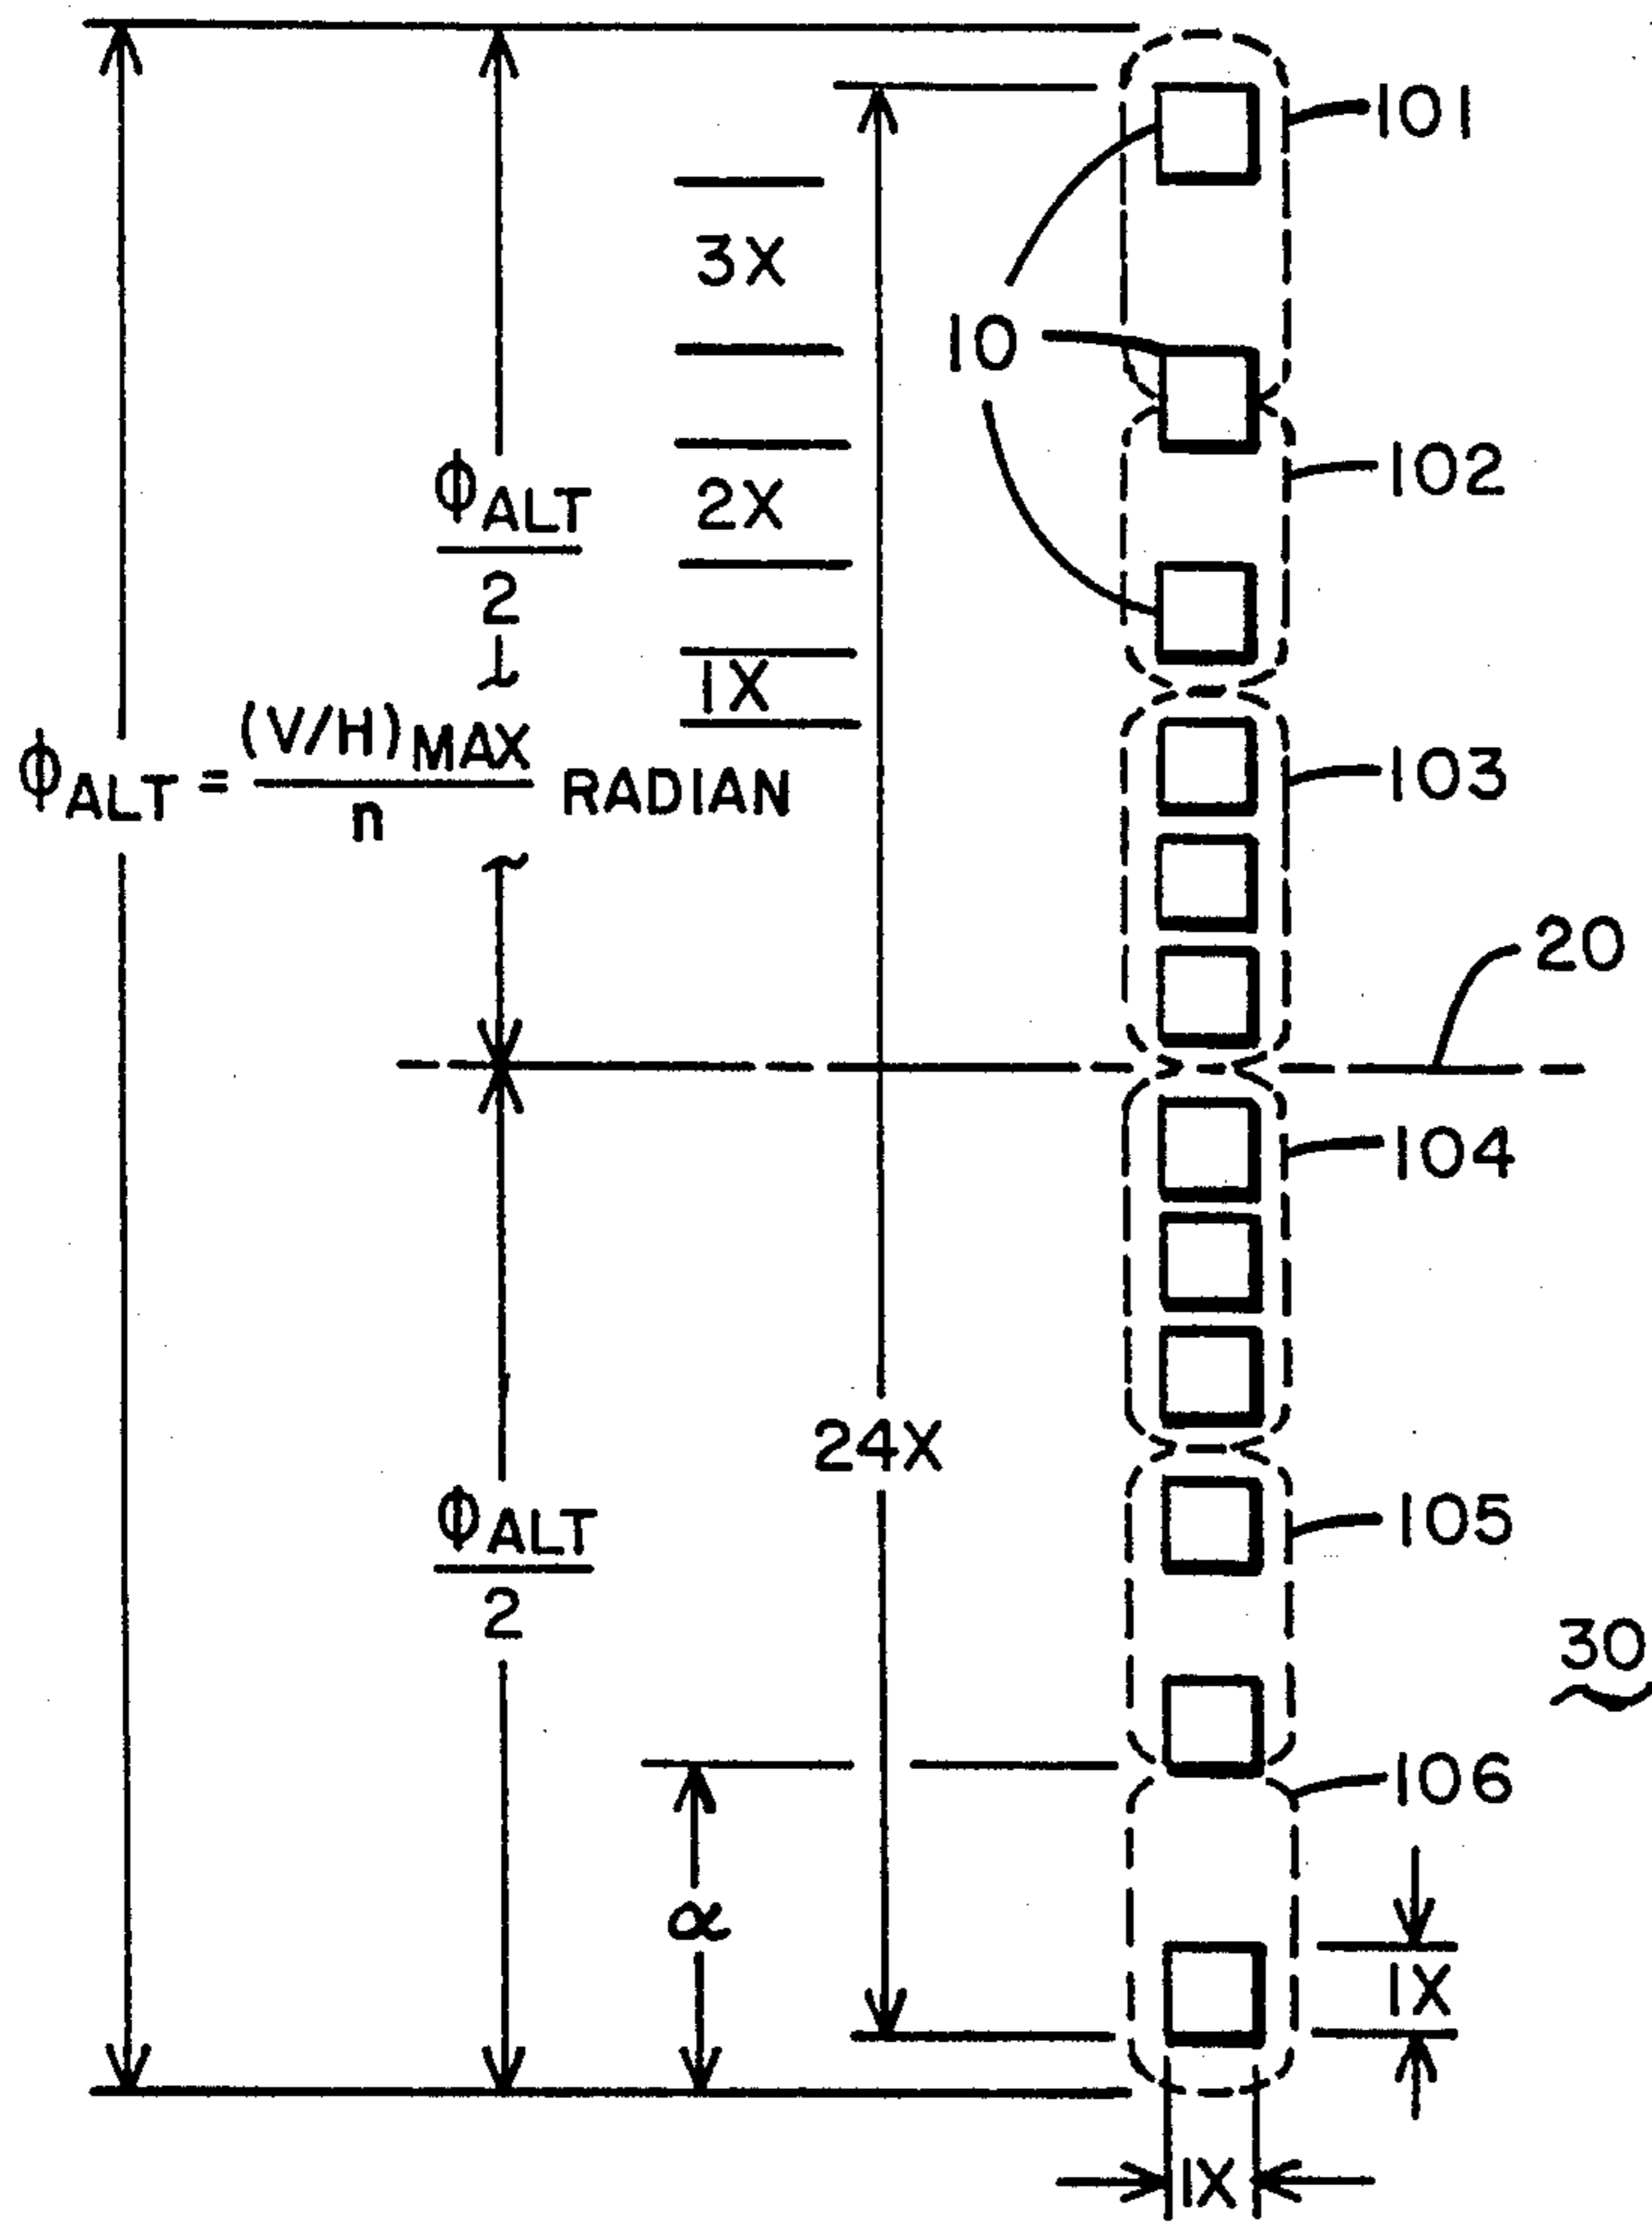 101
3X
10
102
2X
ϕALT
2
1X
103
ϕALT = (V/H)MAX
n
RADIAN
20
104
24X
105
ϕALT
2
30
106
α
1X
1X